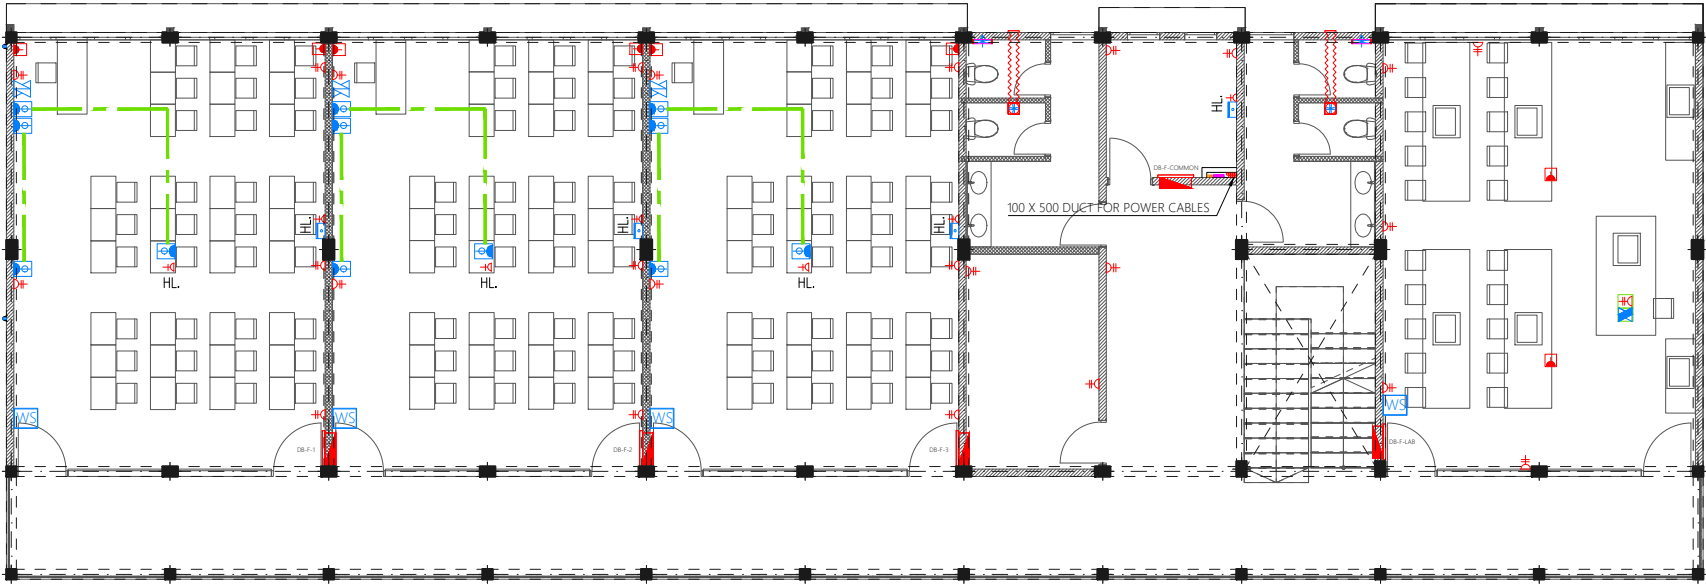 HL.
DB-F-COMMON
100 X 500 DUCT FOR POWER CABLES
HL.
HL.
HL.
HL.
HL.
HL.
WS
WS
WS
WS
DB-F-1
DB-F-2
DB-F-3
DB-F-LAB